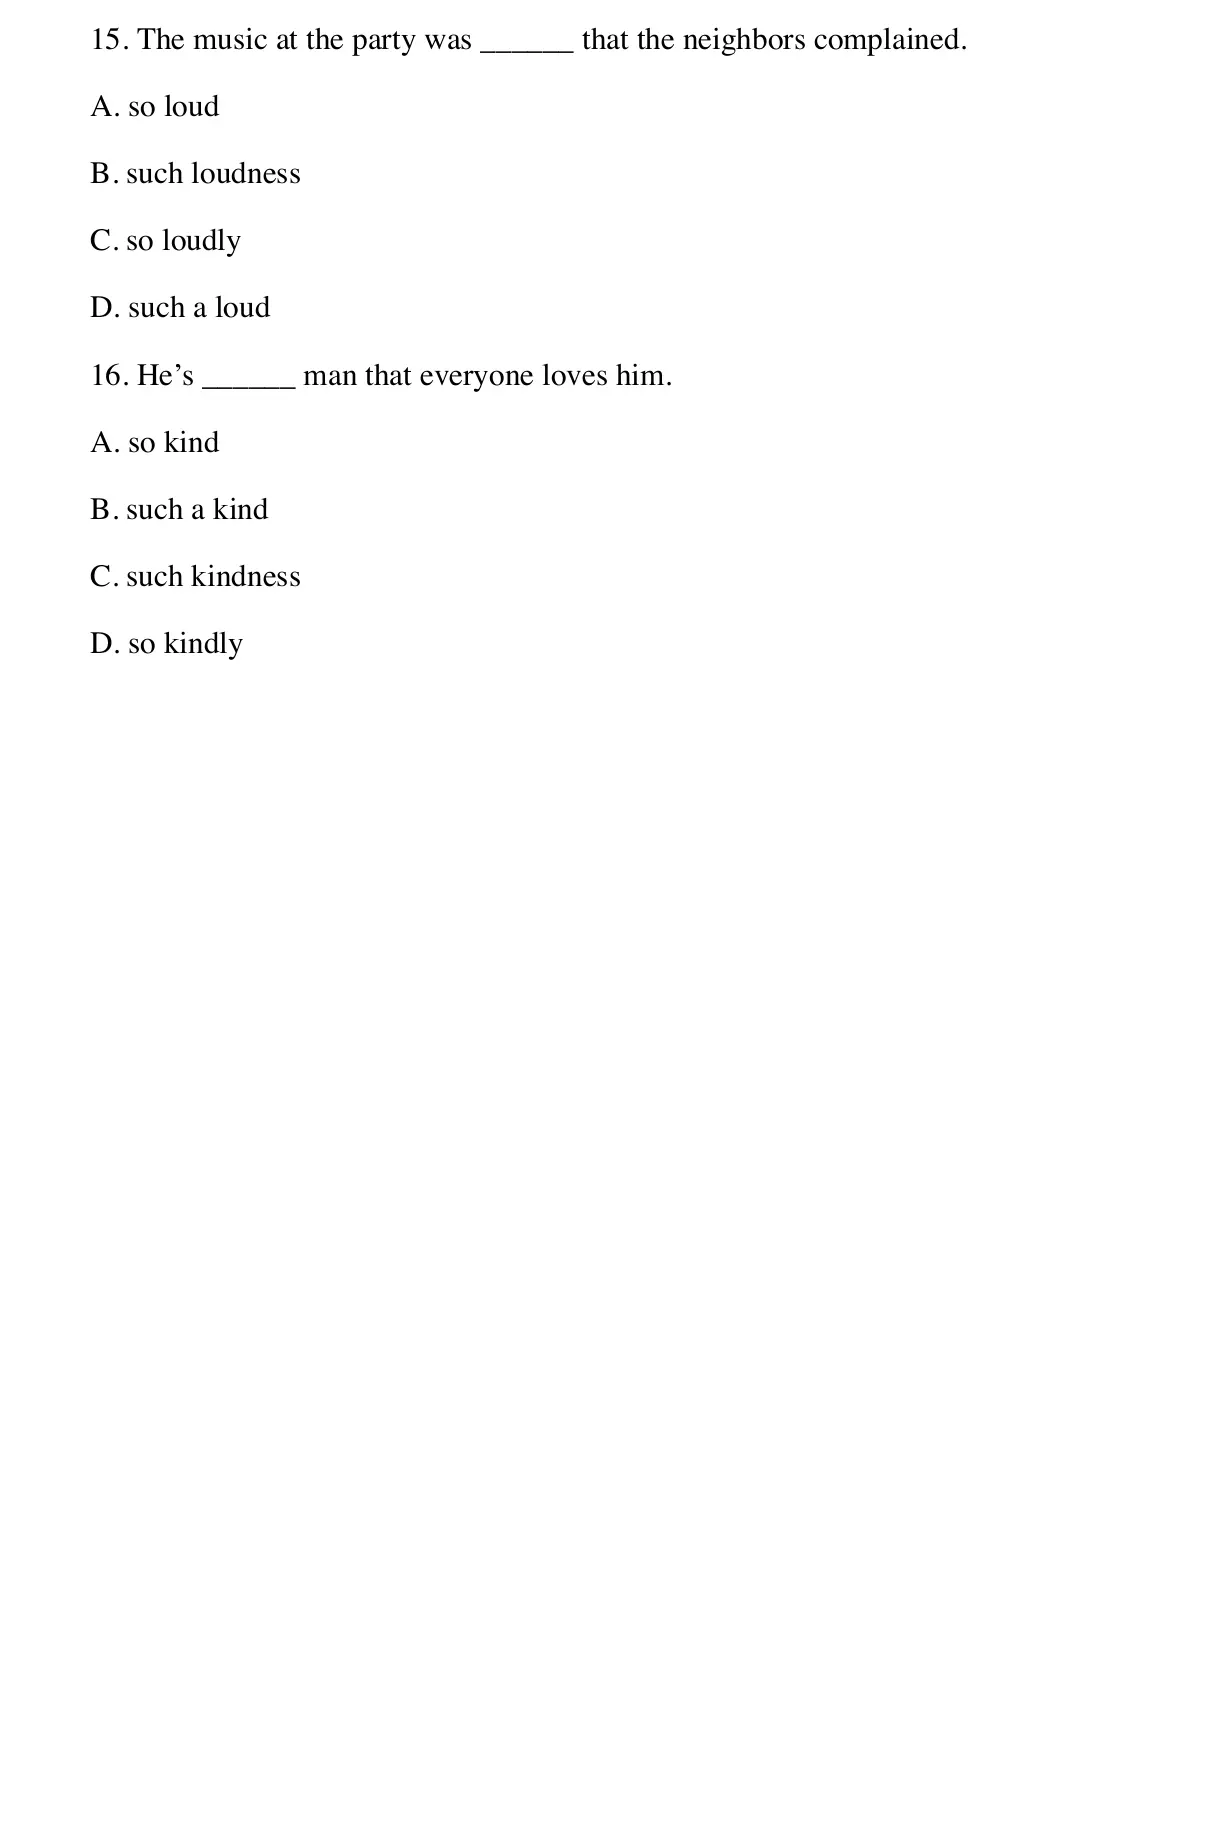 15. The music at the party was ______ that the neighbors complained.
A. so loud
B. such loudness
C. so loudly
D. such a loud
16. He’s ______ man that everyone loves him.
A. so kind
B. such a kind
C. such kindness
D. so kindly